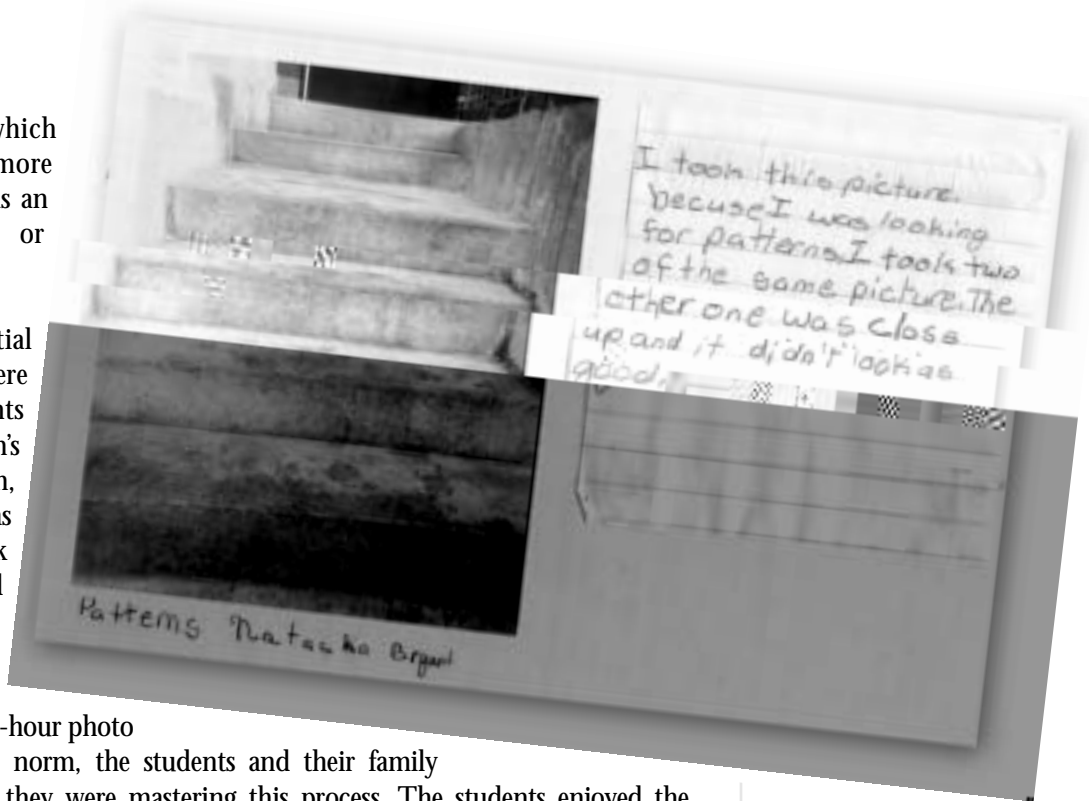 which
more
s an
or
tial
ere
nts
n's
n,
k
-hour photo
norm, the students and their family
they were mastering this process. The students enjoyed the
I took this picture.
becuse I was looking
for patterns. I took two
of the same picture. The
other one was close
up and it didn't look as
good.
Patterns Natasha Bryant